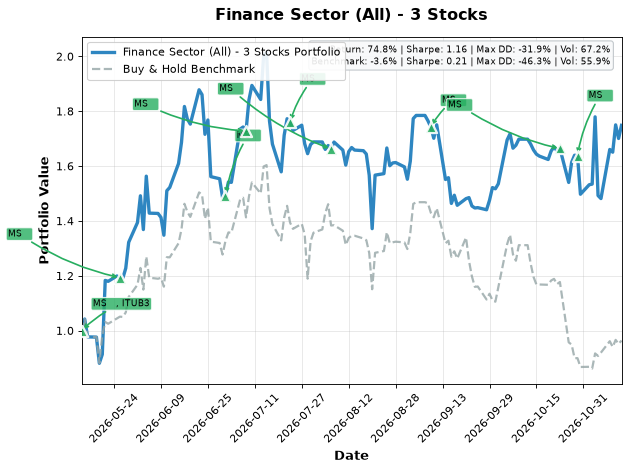 Finance Sector (All) - 3 Stocks
Finance Sector (All) - 3 Stocks Portfolio
Buy & Hold Benchmark
urn: 74.8% | Sharpe: 1.16 | Max DD: -31.9% | Vol: 67.2%
Benchmark: -3.6% | Sharpe: 0.21 | Max DD: -46.3% | Vol: 55.9%
2.0
1.8
1.6
1.4
1.2
1.0
Portfolio Value
MS
MS
MS
MS
MS
MS
MS , ITUB3
2026-05-24
2026-06-09
2026-06-25
2026-07-11
2026-07-27
2026-08-12
2026-08-28
2026-09-13
2026-09-29
2026-10-15
2026-10-31
Date